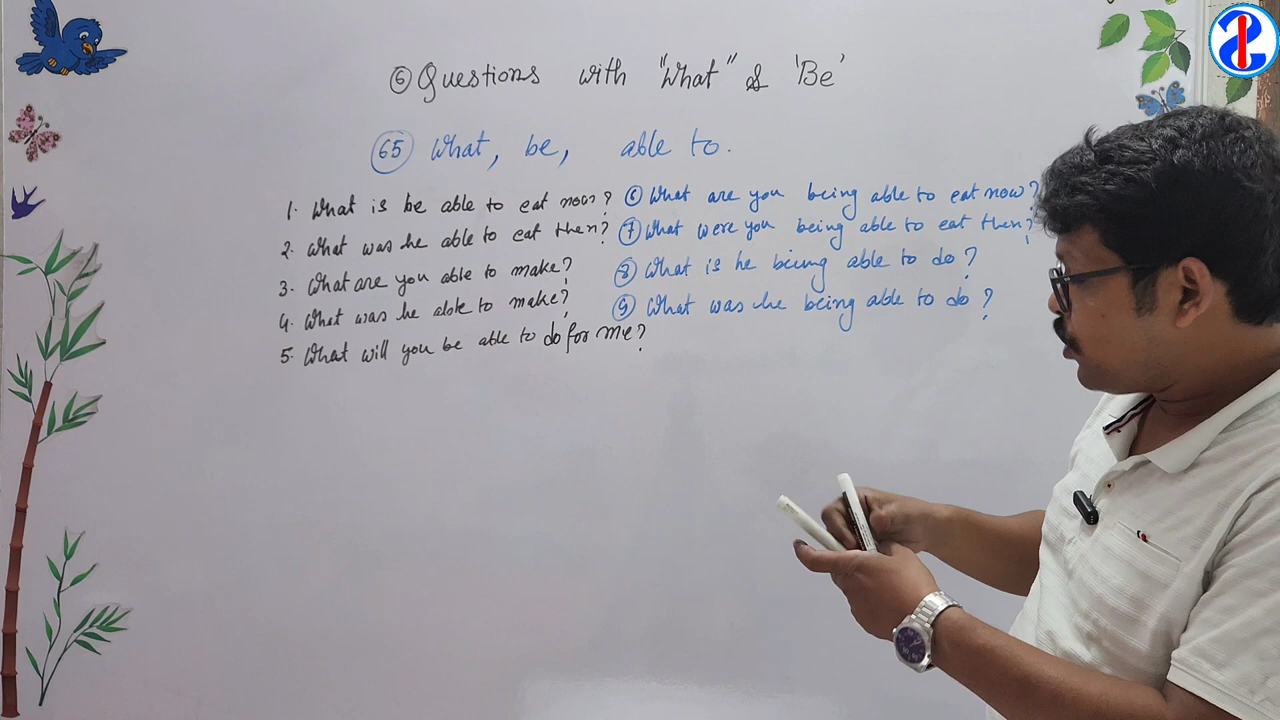 ⑥ Questions with "What" & 'Be'
65 What, be, able to.
1. What is be able to eat now?
2. What was he able to eat then?
3. What are you able to make?
4. What was he able to make?
5. What will you be able to do for me?
⑥ What are you being able to eat now?
⑦ What were you being able to eat then?
⑧ What is he being able to do?
⑨ What was he being able to do?